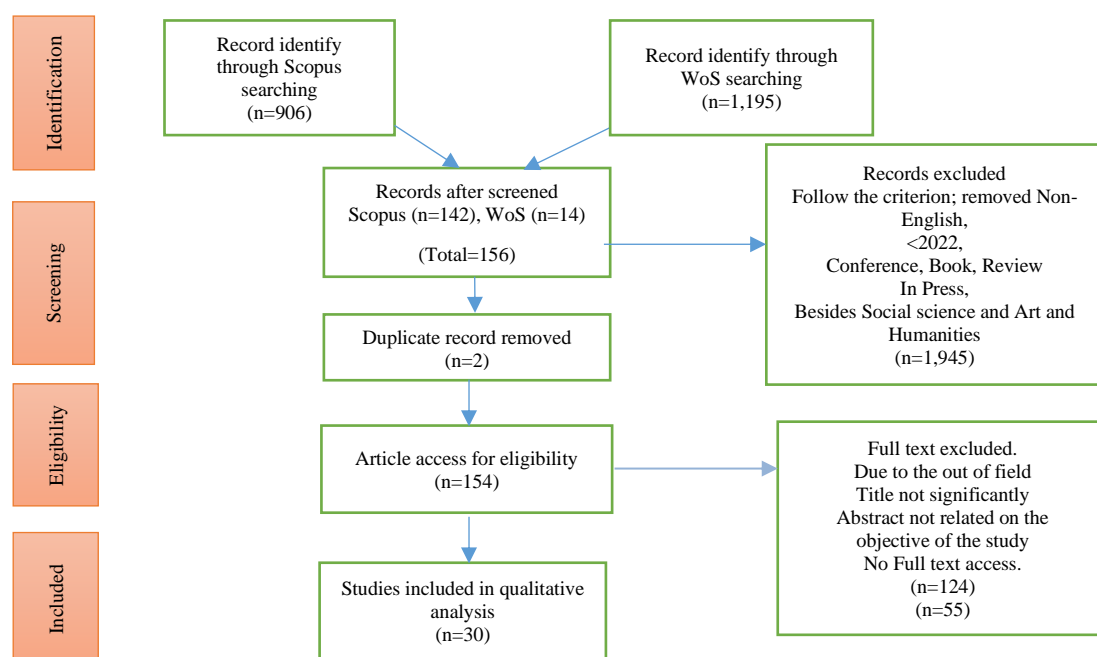 Identification
Record identify
through Scopus
searching
(n=906)
Record identify through
WoS searching
(n=1,195)
Screening
Records after screened
Scopus (n=142), WoS (n=14)
(Total=156)
Records excluded
Follow the criterion; removed Non-
English,
<2022,
Conference, Book, Review
In Press,
Besides Social science and Art and
Humanities
(n=1,945)
Duplicate record removed
(n=2)
Eligibility
Article access for eligibility
(n=154)
Full text excluded.
Due to the out of field
Title not significantly
Abstract not related on the
objective of the study
No Full text access.
(n=124)
(n=55)
Included
Studies included in qualitative
analysis
(n=30)